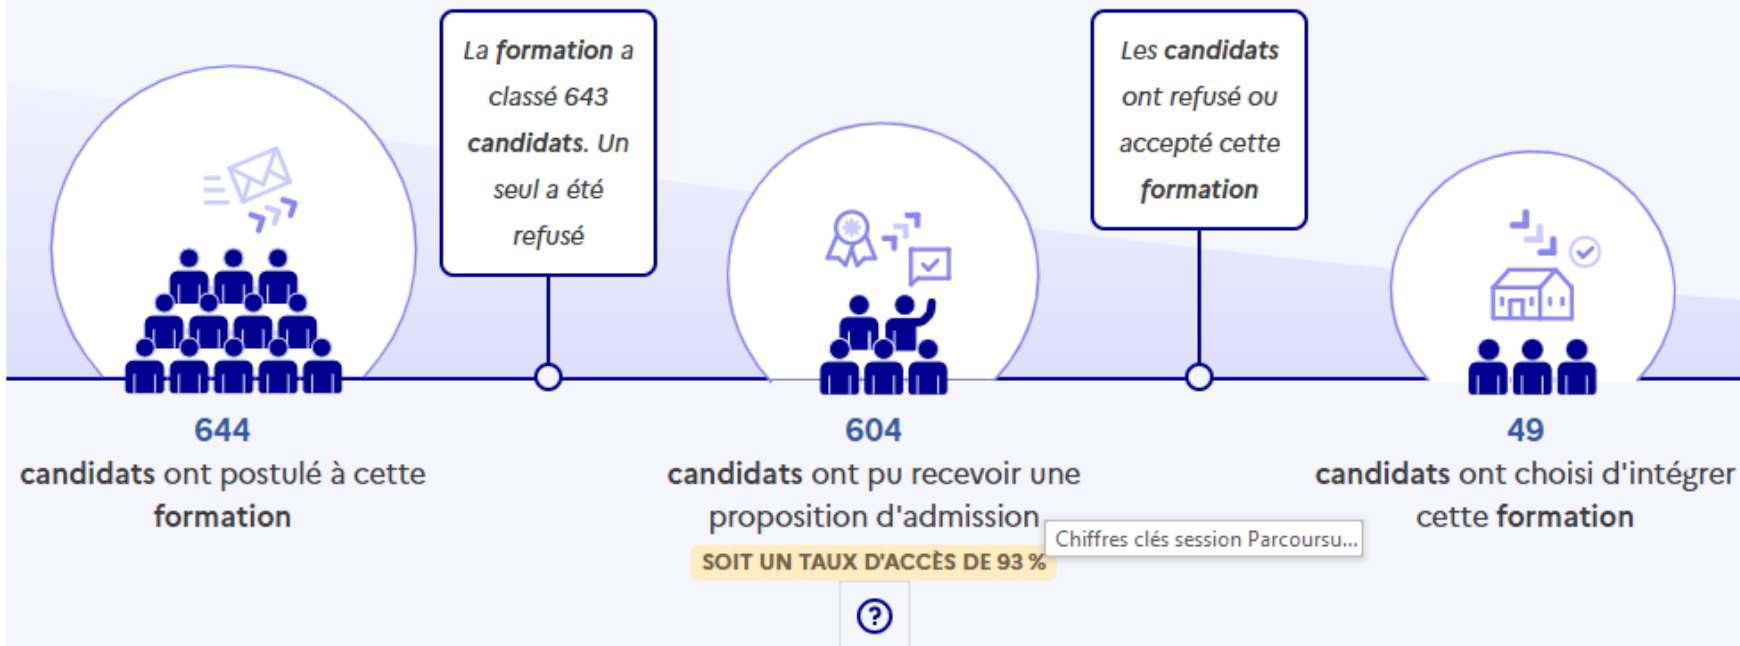 La formation a
classé 643
candidats. Un
seul a été
refusé
Les candidats
ont refusé ou
accepté cette
formation
644
candidats ont postulé à cette
formation
604
candidats ont pu recevoir une
proposition d'admission
SOIT UN TAUX D'ACCÈS DE 93 %
Chiffres clés session Parcoursu...
?
49
candidats ont choisi d'intégrer
cette formation